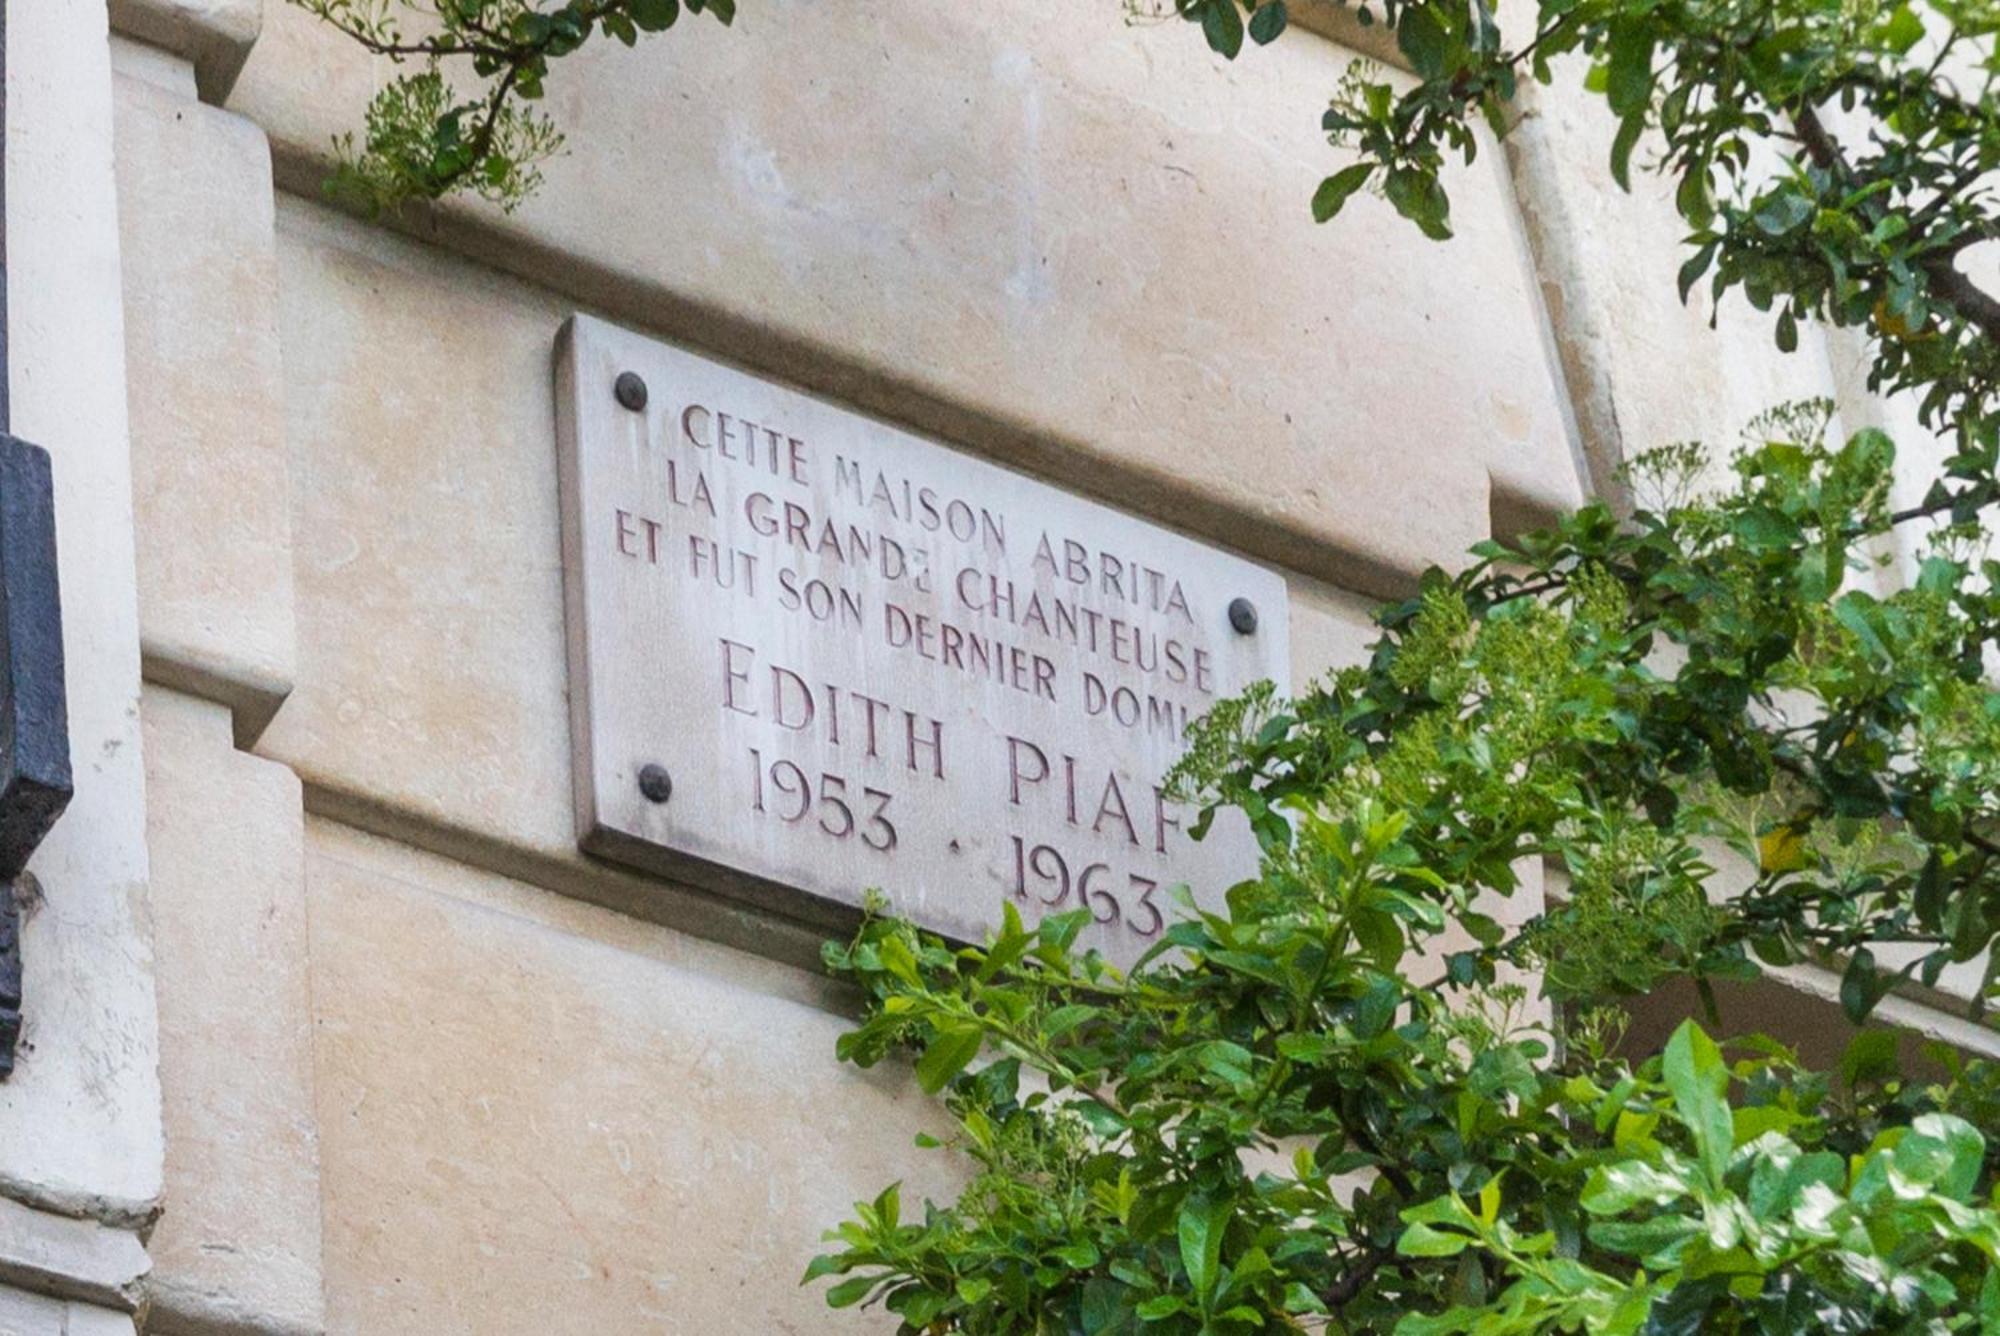 CETTE MAISON ABRITA
LA GRANDE CHANTEUSE
ET FUT SON DERNIER
EDITH PIAF
1953 . 1963